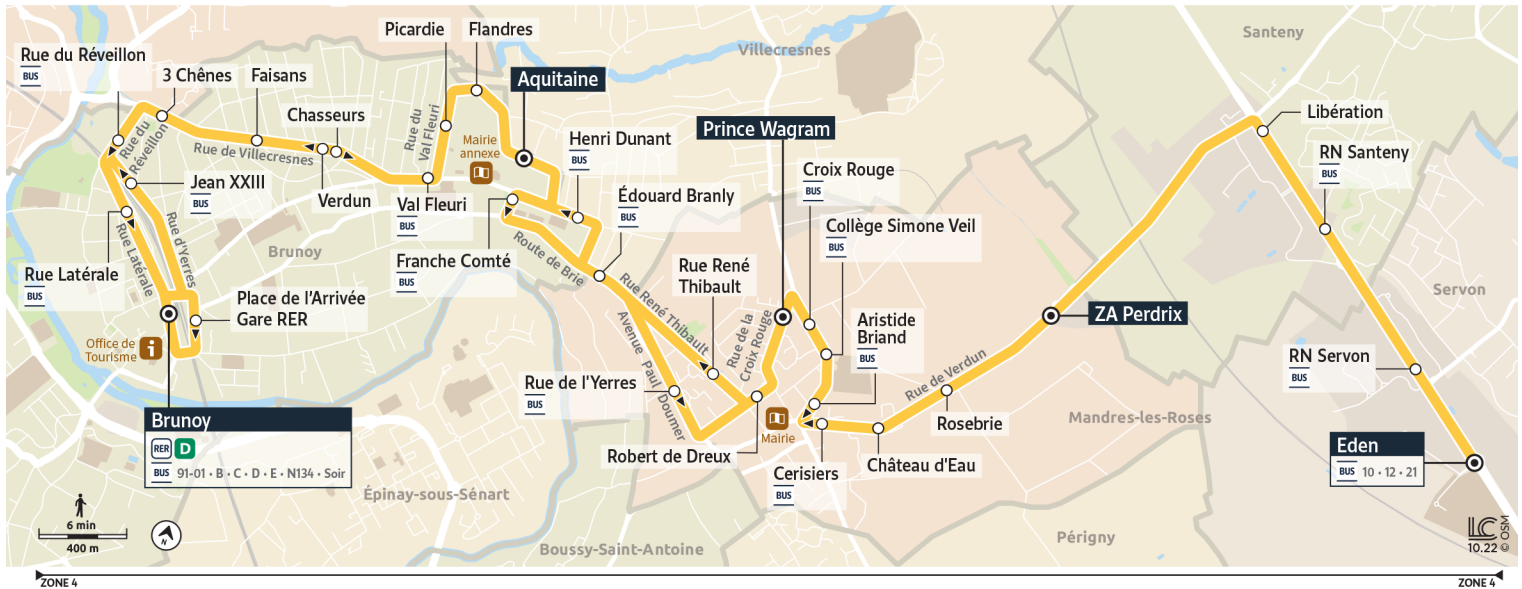 Picardie
Flandres
Santeny
Villecresnes
Rue du Réveillon
BUS
3 Chênes
Faisans
Aquitaine
Chasseurs
Rue du
Val Fleuri
Mairie
annexe
Henri Dunant
BUS
Prince Wagram
Libération
Rue du
Réveillon
Rue de Villecresnes
RN Santeny
BUS
Jean XXIII
BUS
Verdun
Val Fleuri
BUS
Édouard Branly
BUS
Croix Rouge
BUS
Collège Simone Veil
BUS
Rue d'Yerres
Rue Latérale
Brunoy
Route de Brie
Franche Comté
BUS
Rue Latérale
BUS
Rue René
Thibault
Rue René Thibault
Servon
Place de l'Arrivée
Gare RER
Avenue Paul Doumer
Rue de la
Croix Rouge
Aristide
Briand
BUS
ZA Perdrix
Office de
Tourisme
RN Servon
BUS
Rue de l'Yerres
BUS
Rue de Verdun
Brunoy
RER D
BUS 91-01 • B • C • D • E • N134 • Soir
Mairie
Rosebrie
Mandres-les-Roses
Robert de Dreux
Château d'Eau
Cerisiers
BUS
Eden
BUS 10 • 12 • 21
Épinay-sous-Sénart
6 min
400 m
N
Boussy-Saint-Antoine
Périgny
LC
10.22 © OSM
ZONE 4
ZONE 4